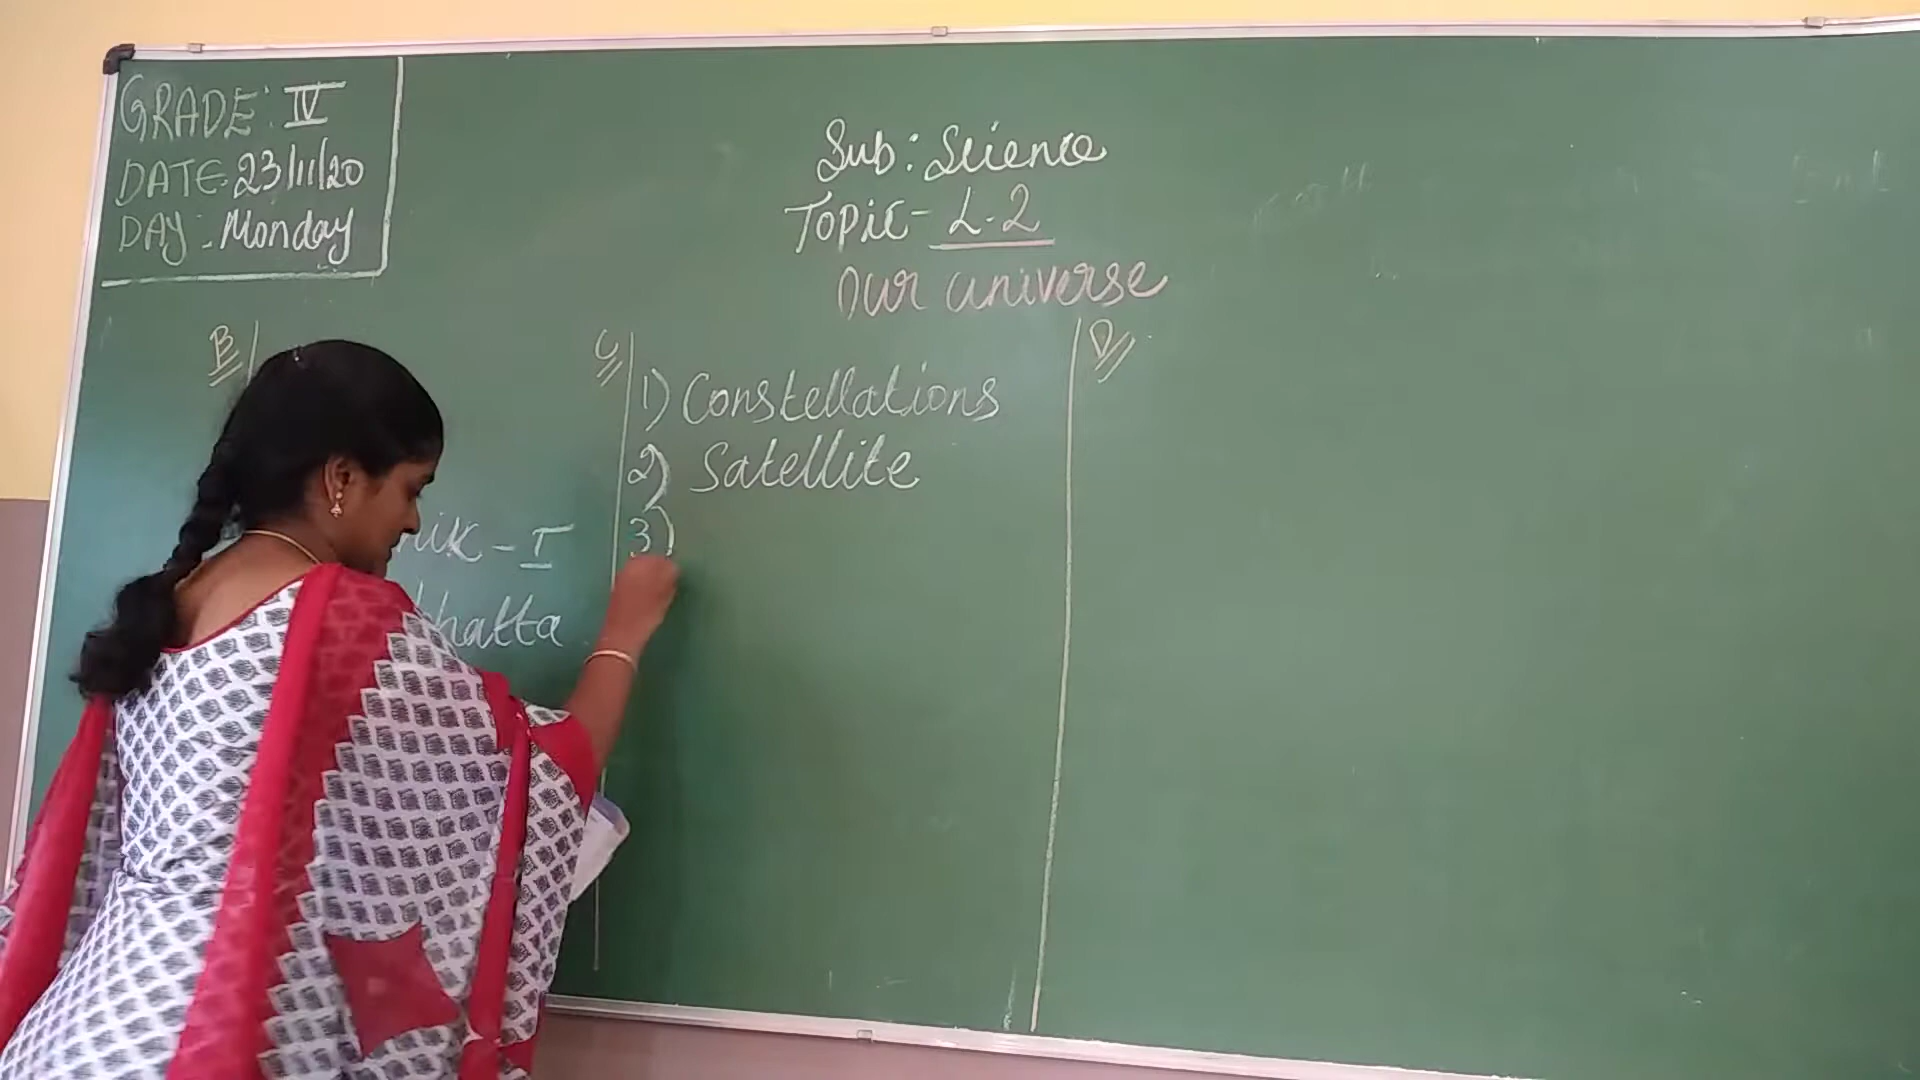 GRADE: IV
DATE: 23/11/20
DAY: Monday
Sub: Science
Topic- L-2
Our universe
B
- I
C
1) Constellations
2) Satellite
3)
D